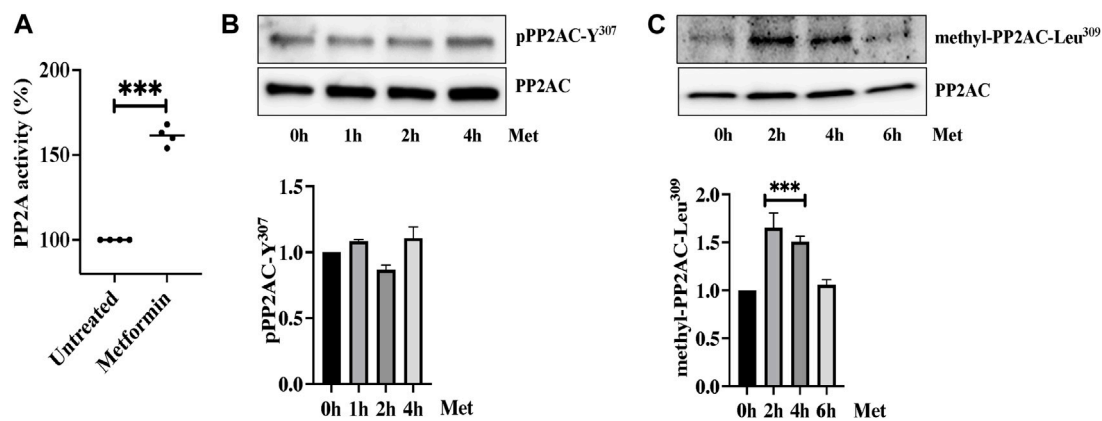 A
PP2A activity (%)
200
150
100
***
Untreated
Metformin
B
pPP2AC-Y³⁰⁷
PP2AC
0h 1h 2h 4h Met
pPP2AC-Y³⁰⁷
1.5
1.0
0.5
0.0
0h 1h 2h 4h Met
C
methyl-PP2AC-Leu³⁰⁹
PP2AC
0h 2h 4h 6h Met
methyl-PP2AC-Leu³⁰⁹
2.0
1.5
1.0
0.5
0.0
***
0h 2h 4h 6h Met